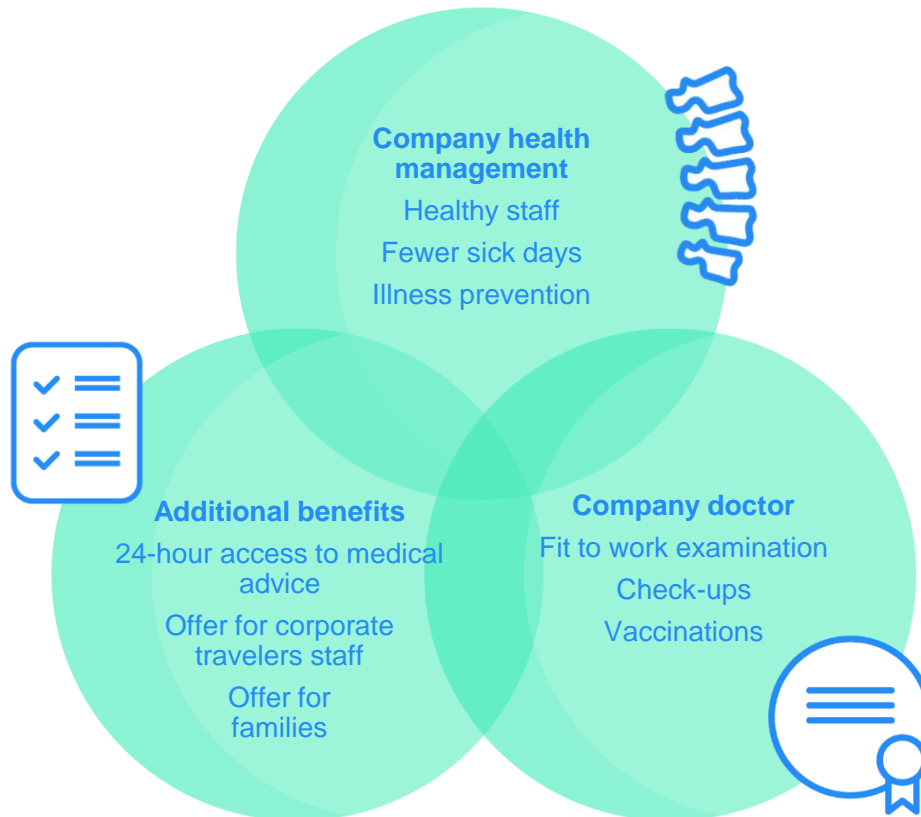 Company health
management
Healthy staff
Fewer sick days
Illness prevention
Additional benefits
24-hour access to medical
advice
Offer for corporate
travelers staff
Offer for
families
Company doctor
Fit to work examination
Check-ups
Vaccinations